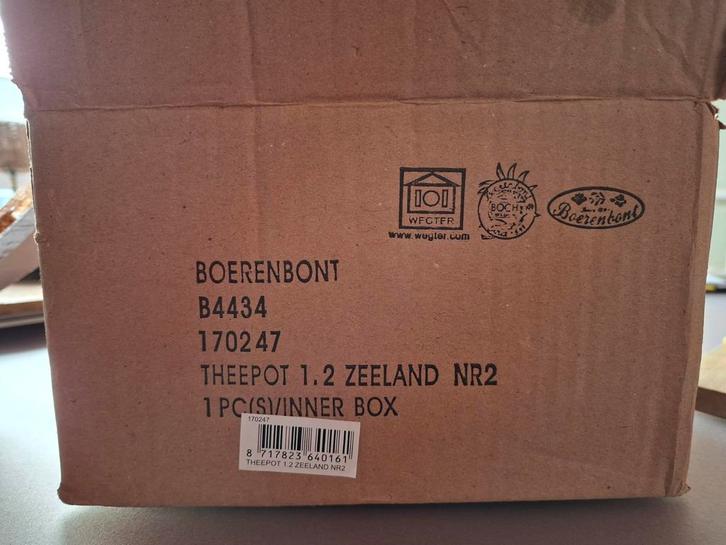 WEGTER
www.wegter.com
BOCH
Boerenbont
BOERENBONT
B4434
170247
THEEPOT 1.2 ZEELAND NR2
1 PC(S)/INNER BOX
170247
8 717823 640161
THEEPOT 1.2 ZEELAND NR2